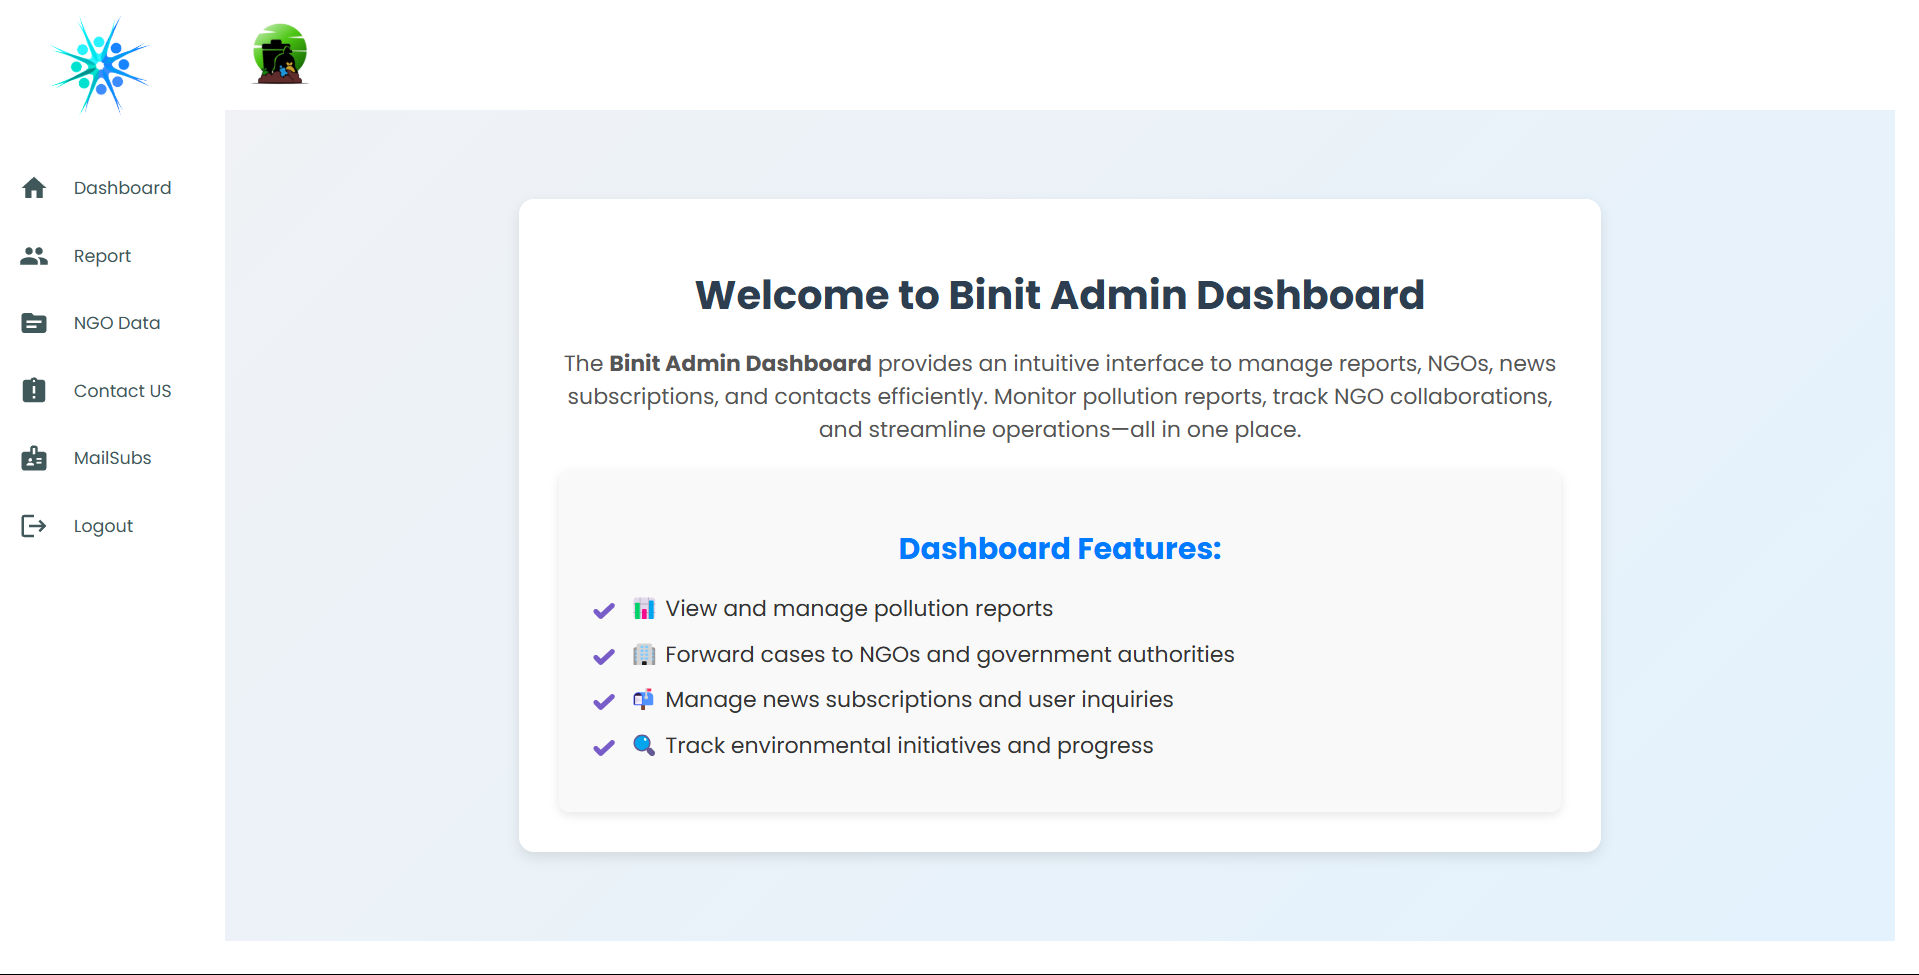 Dashboard
Report
NGO Data
Contact US
MailSubs
Logout
Welcome to Binit Admin Dashboard
The Binit Admin Dashboard provides an intuitive interface to manage reports, NGOs, news
subscriptions, and contacts efficiently. Monitor pollution reports, track NGO collaborations,
and streamline operations—all in one place.
Dashboard Features:
View and manage pollution reports
Forward cases to NGOs and government authorities
Manage news subscriptions and user inquiries
Track environmental initiatives and progress